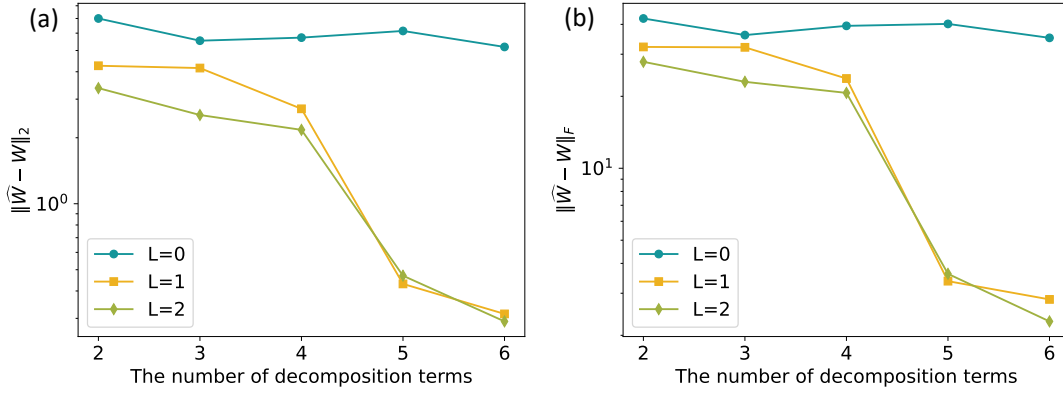 (a)
‖Ŵ − W‖₂
10⁰
L=0
L=1
L=2
2 3 4 5 6
The number of decomposition terms
(b)
‖Ŵ − W‖F
10¹
L=0
L=1
L=2
2 3 4 5 6
The number of decomposition terms